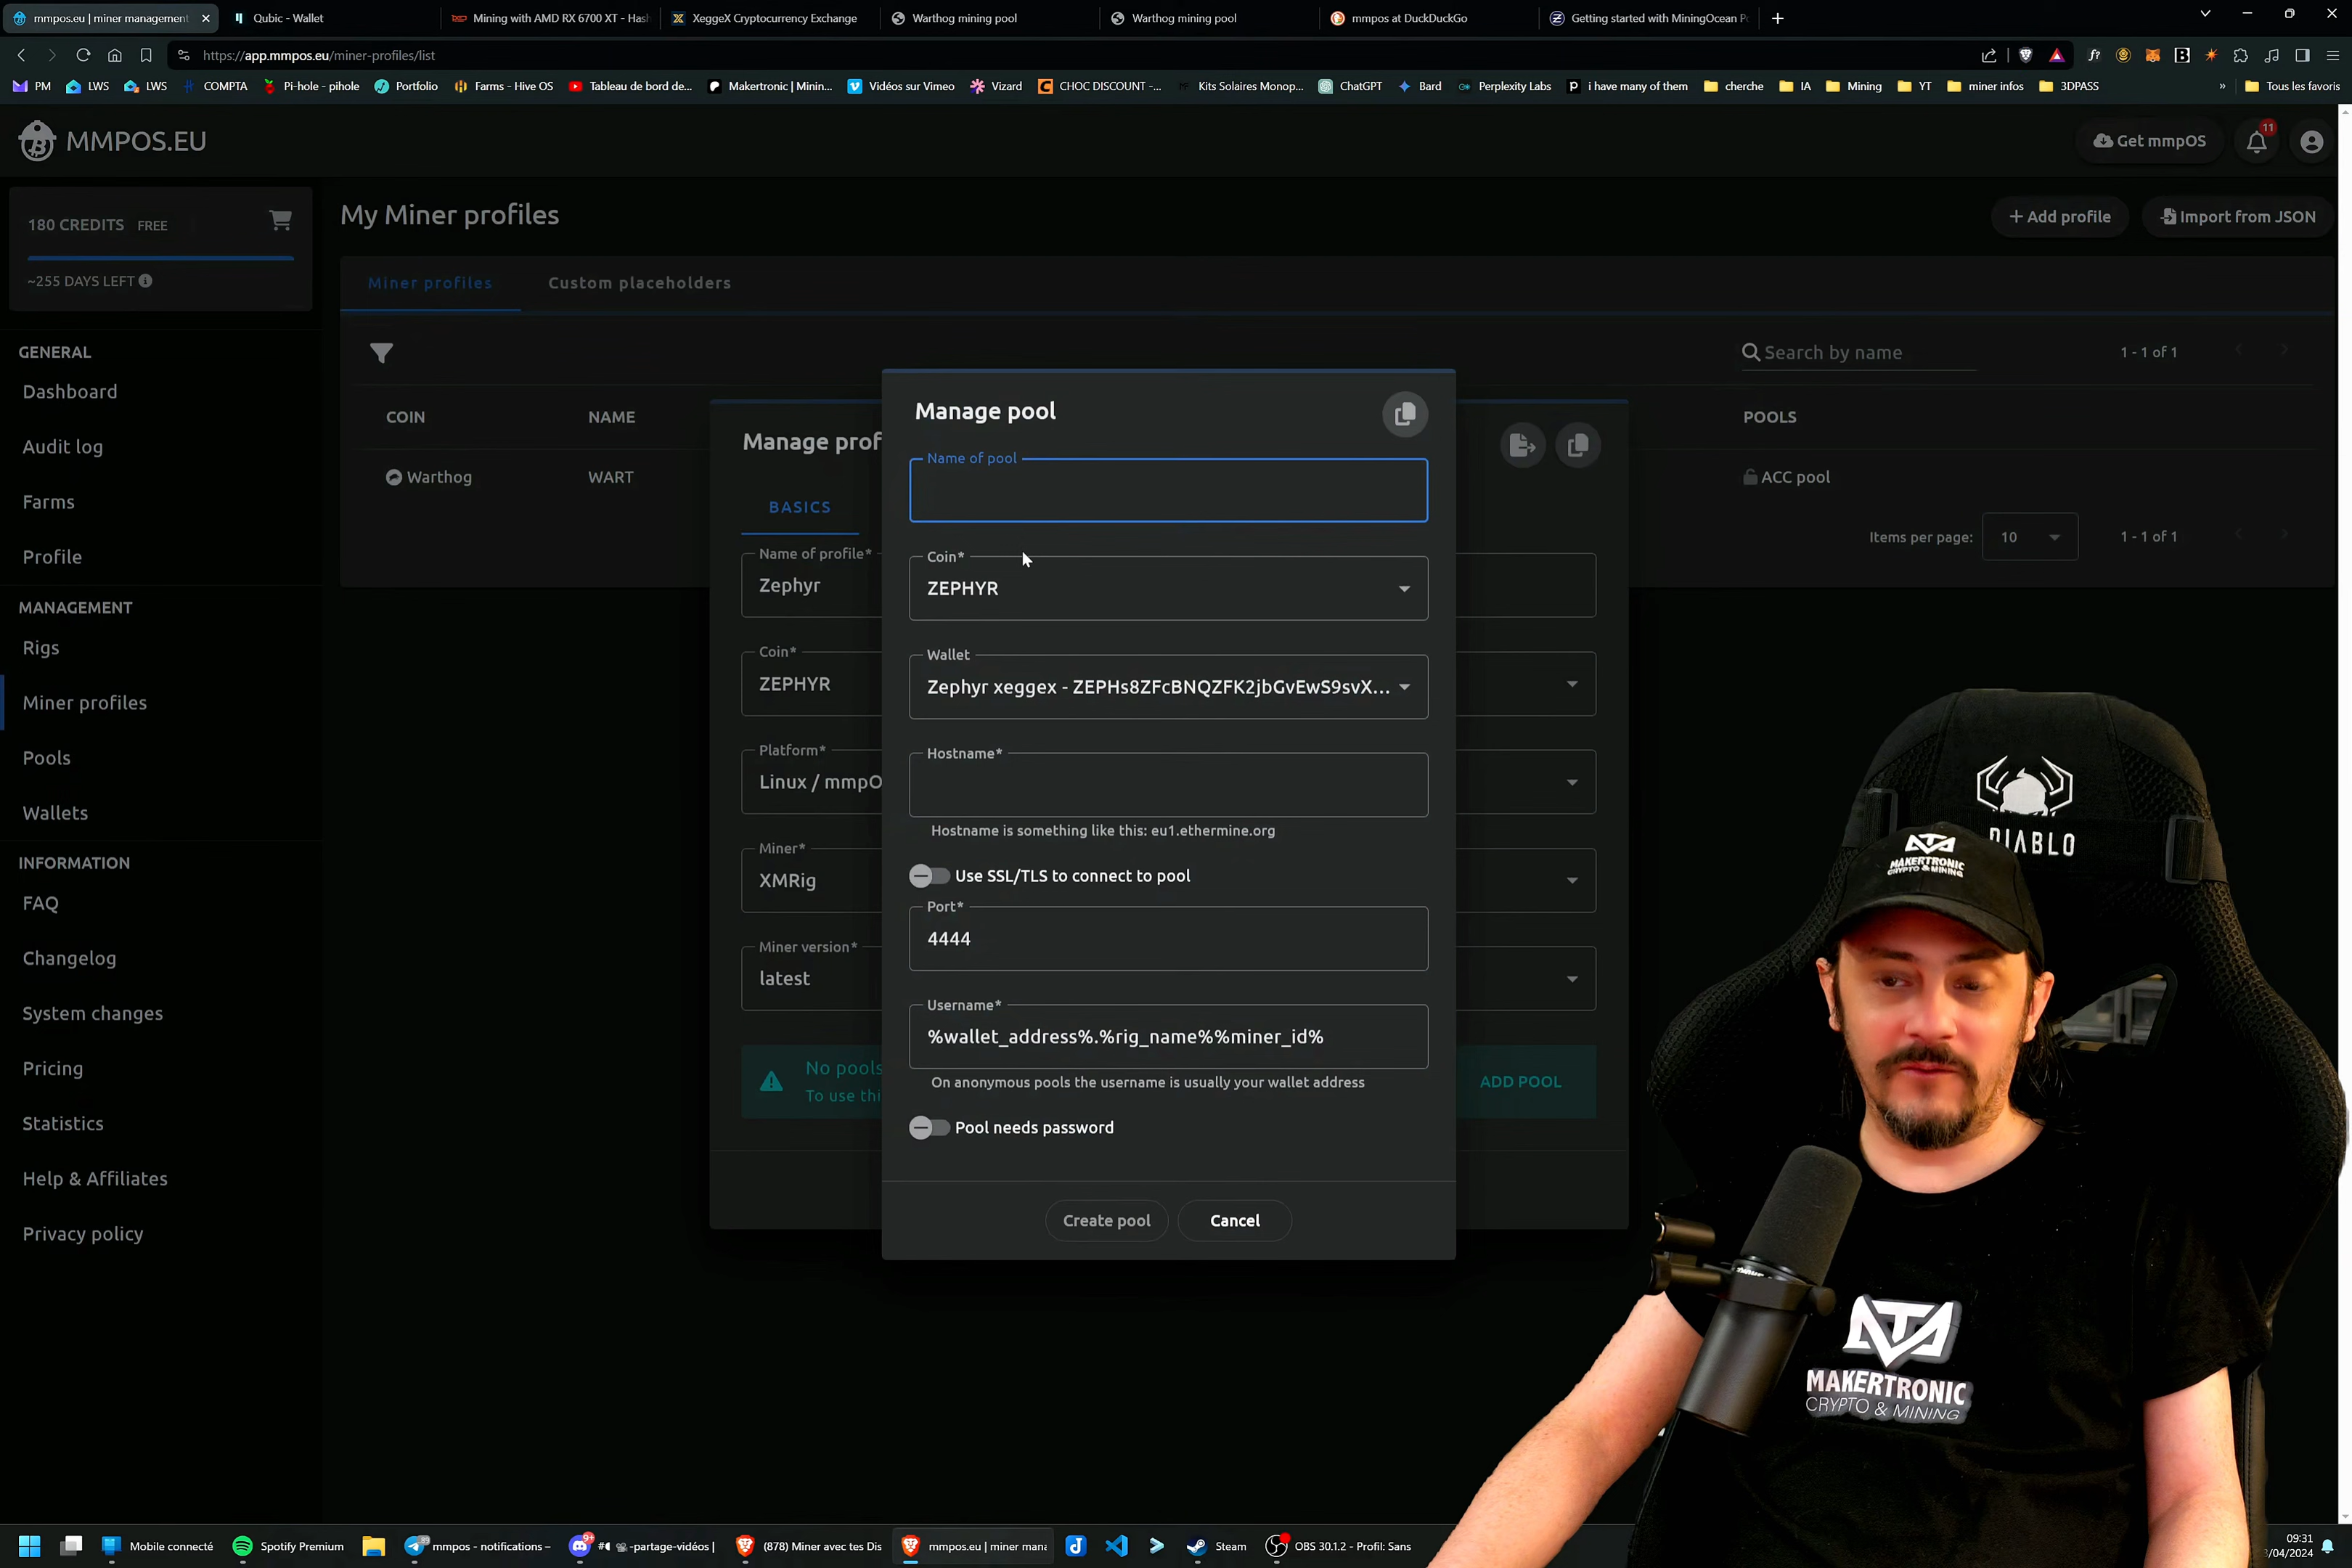 mmpos.eu | miner management
Qubic - Wallet
Mining with AMD RX 6700 XT - Hash
XeggeX Cryptocurrency Exchange
Warthog mining pool
Warthog mining pool
mmpos at DuckDuckGo
Getting started with MiningOcean Po
https://app.mmpos.eu/miner-profiles/list
PM
LWS
LWS
COMPTA
Pi-hole - pihole
Portfolio
Farms - Hive OS
Tableau de bord de...
Makertronic | Minin...
Vidéos sur Vimeo
Vizard
CHOC DISCOUNT -...
Kits Solaires Monop...
ChatGPT
Bard
Perplexity Labs
i have many of them
cherche
IA
Mining
YT
miner infos
3DPASS
»
Tous les favoris
MMPOS.EU
Get mmpOS
11
180 CREDITS FREE
~255 DAYS LEFT
My Miner profiles
+ Add profile
Import from JSON
Miner profiles
Custom placeholders
Search by name
1 - 1 of 1
COIN
NAME
POOLS
Warthog
WART
ACC pool
Items per page:
10
1 - 1 of 1
GENERAL
Dashboard
Audit log
Farms
Profile
MANAGEMENT
Rigs
Miner profiles
Pools
Wallets
INFORMATION
FAQ
Changelog
System changes
Pricing
Statistics
Help & Affiliates
Privacy policy
Manage prof
BASICS
Name of profile*
Zephyr
Coin*
ZEPHYR
Platform*
Linux / mmpO
Miner*
XMRig
Miner version*
latest
No pools
To use thi
ADD POOL
Manage pool
Name of pool
Coin*
ZEPHYR
Wallet
Zephyr xeggex - ZEPHs8ZFcBNQZFK2jbGvEwS9svX...
Hostname*
Hostname is something like this: eu1.ethermine.org
Use SSL/TLS to connect to pool
Port*
4444
Username*
%wallet_address%.%rig_name%%miner_id%
On anonymous pools the username is usually your wallet address
Pool needs password
Create pool
Cancel
DIABLO
MAKERTRONIC
CRYPTO & MINING
MAKERTRONIC
CRYPTO & MINING
Mobile connecté
Spotify Premium
mmpos - notifications –
-partage-vidéos |
(878) Miner avec tes Dis
mmpos.eu | miner mana
Steam
OBS 30.1.2 - Profil: Sans
09:31
3/04/2024